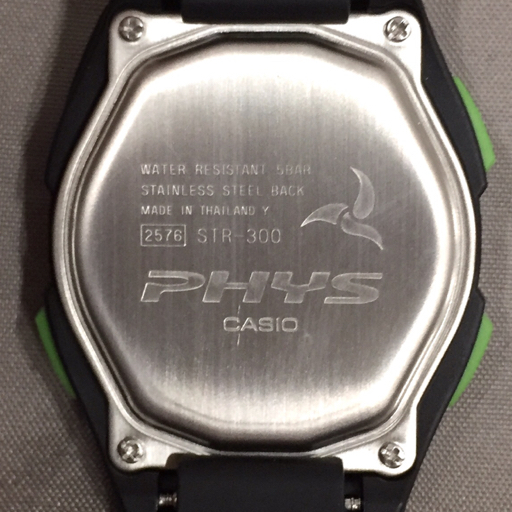 WATER RESISTANT 5BAR
STAINLESS STEEL BACK
MADE IN THAILAND Y
2576 STR-300
PHYS
CASIO